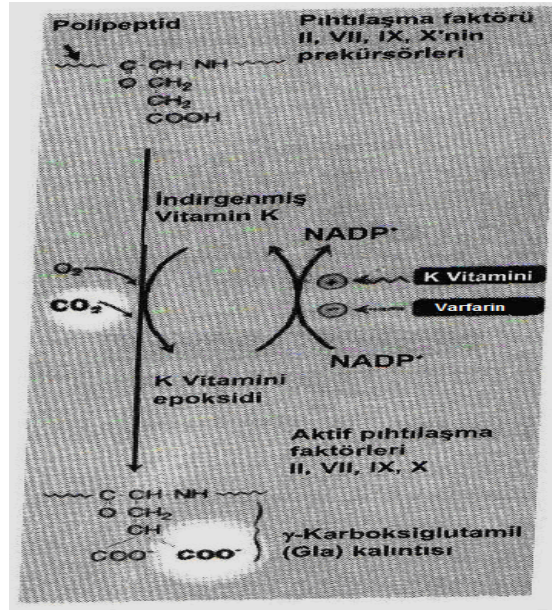 Polipeptid
Pıhtılaşma faktörü
II, VII, IX, X'nin
prekürsörleri
C CH NH
O CH₂
CH₂
COOH
İndirgenmiş
Vitamin K
NADP⁺
O₂
CO₂
+
K Vitamini
−
Varfarin
NADP⁺
K Vitamini
epoksidi
Aktif pıhtılaşma
faktörleri
II, VII, IX, X
C CH NH
O CH₂
CH
COO⁻ COO⁻
γ-Karboksiglutamil
(Gla) kalıntısı